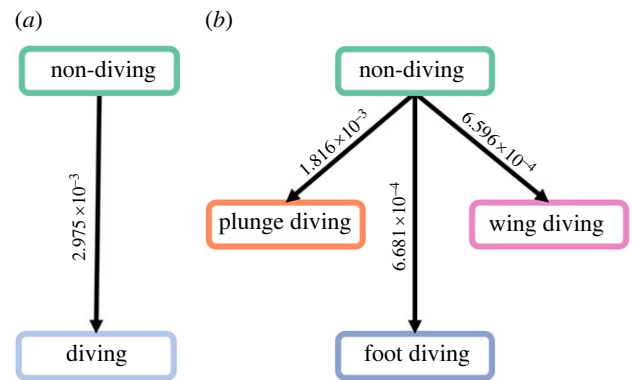 (a)
non-diving
2.975 ×10⁻³
diving
(b)
non-diving
1.816×10⁻³
6.681 ×10⁻⁴
6.596×10⁻⁴
plunge diving
wing diving
foot diving